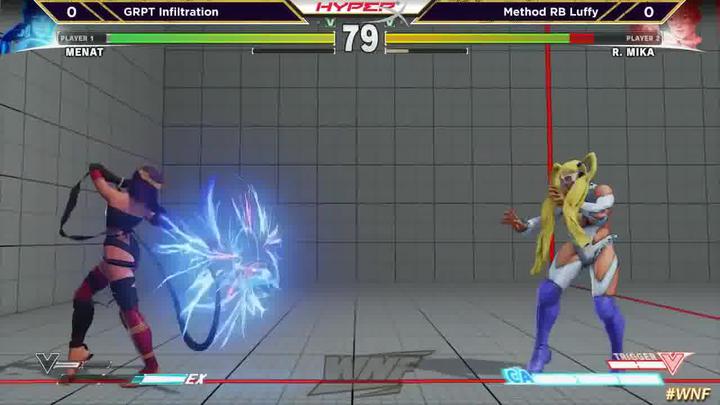 0 GRPT Infiltration HYPER Method RB Luffy 0
PLAYER 1 79 PLAYER 2
MENAT R. MIKA
V
WNF
TRIGGER
V V
EX CA
#WNF